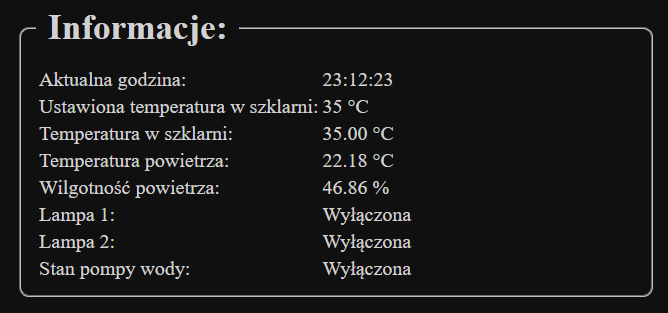 Informacje:
Aktualna godzina: 23:12:23
Ustawiona temperatura w szklarni: 35 °C
Temperatura w szklarni: 35.00 °C
Temperatura powietrza: 22.18 °C
Wilgotność powietrza: 46.86 %
Lampa 1: Wyłączona
Lampa 2: Wyłączona
Stan pompy wody: Wyłączona